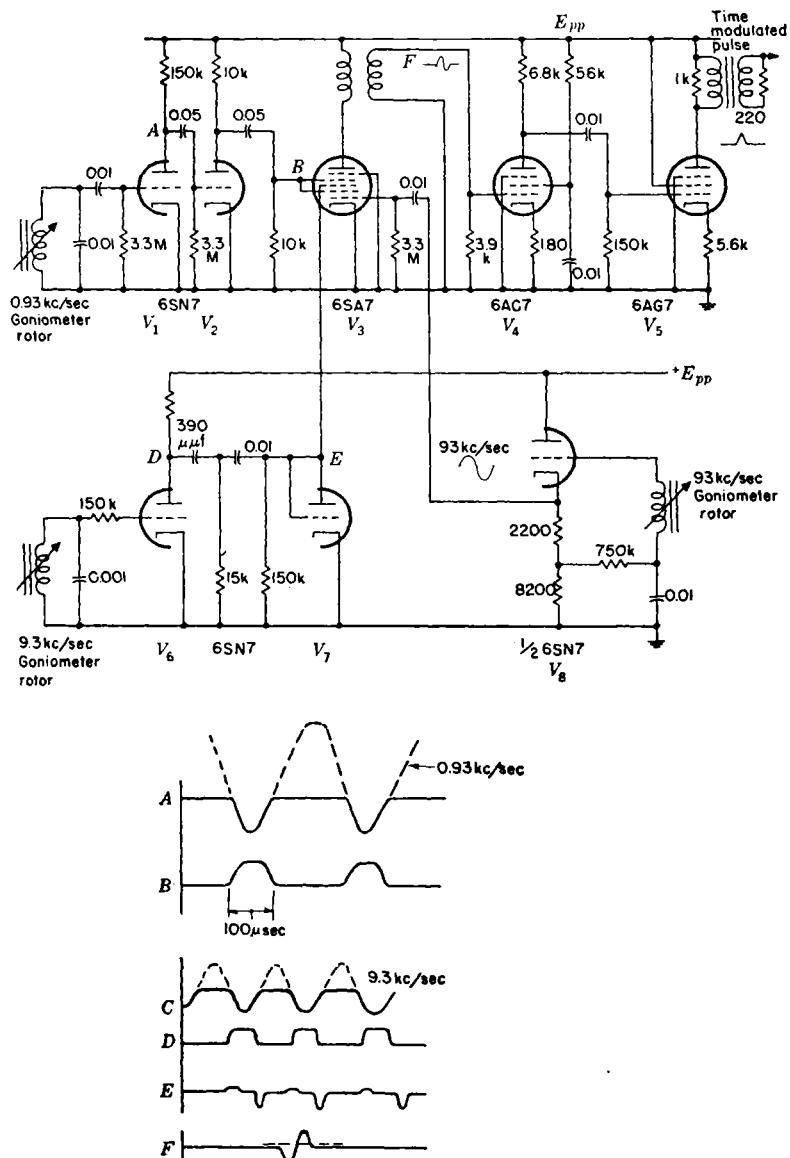 E_pp
Time
modulated
pulse
150k
10k
F
6.8k
56k
1k
0.05
0.05
A
0.01
220
001
B
0.01
0.01
3.3M
3.3
M
10k
3.3
M
3.9
k
180
0.01
150k
5.6k
0.93kc/sec
Goniometer
rotor
6SN7
V_1
V_2
6SA7
V_3
6AC7
V_4
6AG7
V_5
+E_pp
390
μμf
0.01
D
E
93kc/sec
93kc/sec
Goniometer
rotor
150k
2200
750k
0.001
15k
150k
8200
0.01
9.3kc/sec
Goniometer
rotor
V_6
6SN7
V_7
1/2 6SN7
V_8
0.93kc/sec
A
B
100μsec
9.3kc/sec
C
D
E
F